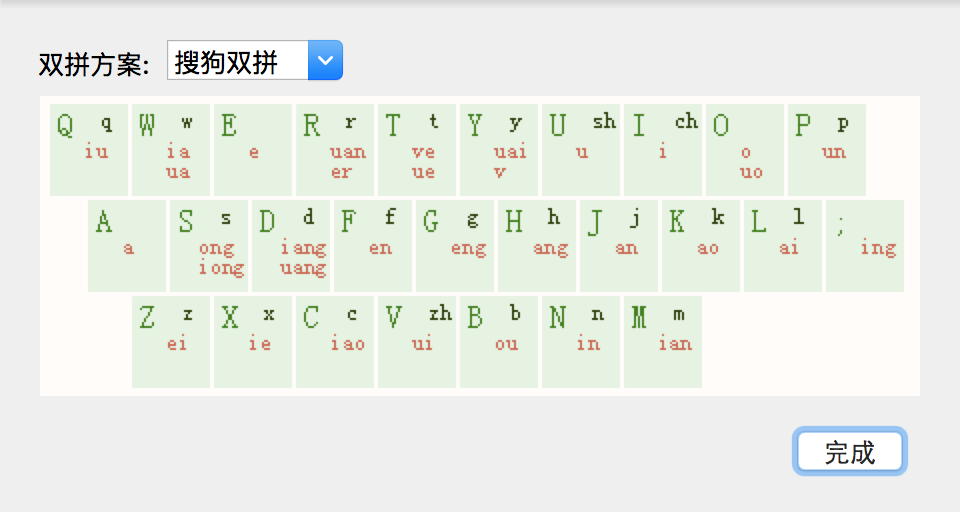 双拼方案: 搜狗双拼
Q q W w E R r T t Y y U sh I ch O P p
iu ia e uan ve uai u i o un
ua er ue v uo
A S s D d F f G g H h J j K k L l ;
a ong iang en eng ang an ao ai ing
iong uang
Z z X x C c V zh B b N n M m
ei ie iao ui ou in ian
完成